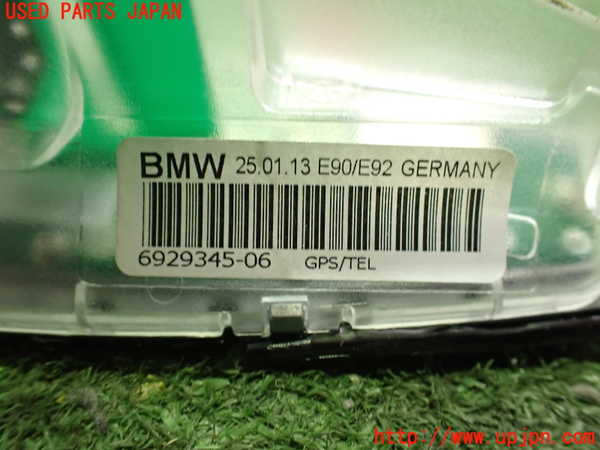 USED PARTS JAPAN
BMW 25.01.13 E90/E92 GERMANY
6929345-06 GPS/TEL
http://www.upjpn.com/